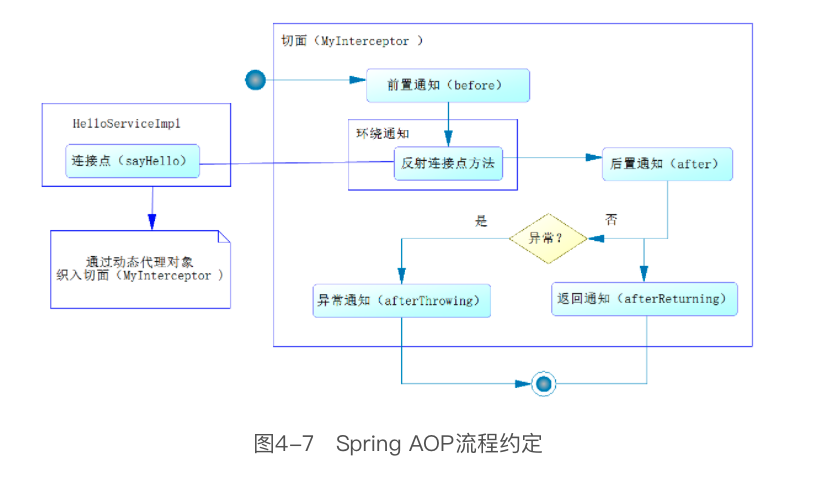 切面（MyInterceptor ）
前置通知（before）
HelloServiceImpl
环绕通知
连接点（sayHello）
反射连接点方法
后置通知（after）
是
否
异常？
通过动态代理对象
织入切面（MyInterceptor ）
异常通知（afterThrowing）
返回通知（afterReturning）
图4-7 Spring AOP流程约定